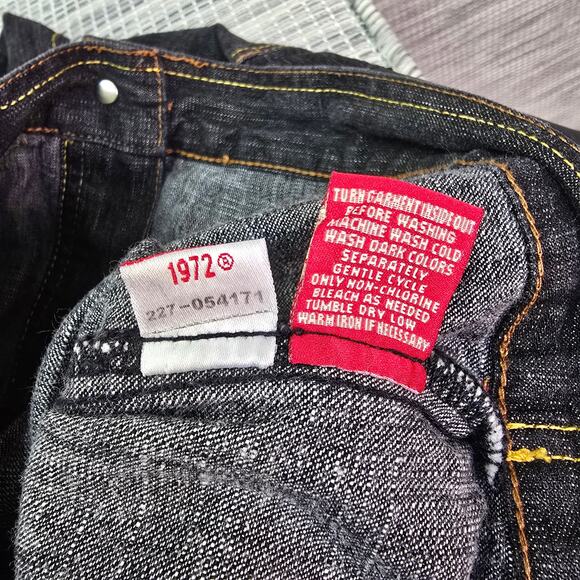 1972®
227-054171
TURN GARMENT INSIDE OUT
BEFORE WASHING
MACHINE WASH COLD
WASH DARK COLORS
SEPARATELY
GENTLE CYCLE
ONLY NON-CHLORINE
BLEACH AS NEEDED
TUMBLE DRY LOW
WARM IRON IF NECESSARY